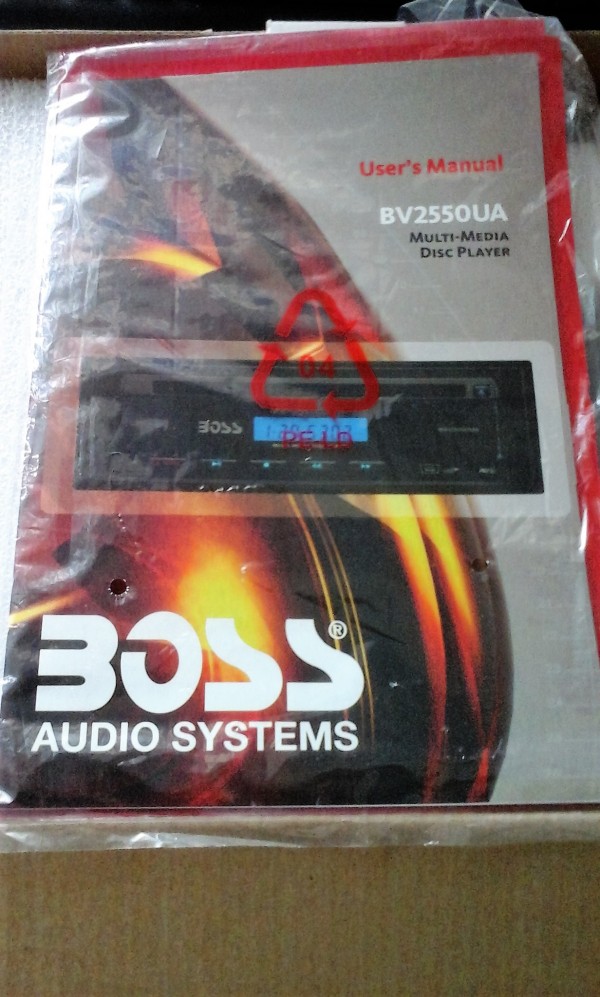 User's Manual
BV2550UA
MULTI-MEDIA
DISC PLAYER
04
BOSS
PE-LD
BOSS®
AUDIO SYSTEMS